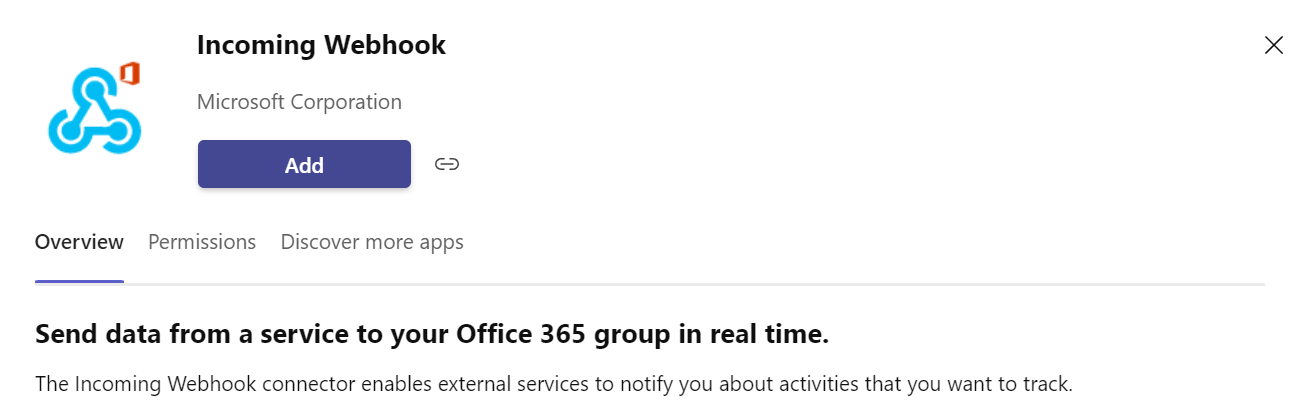 Incoming Webhook
Microsoft Corporation
Add
Overview Permissions Discover more apps
Send data from a service to your Office 365 group in real time.
The Incoming Webhook connector enables external services to notify you about activities that you want to track.